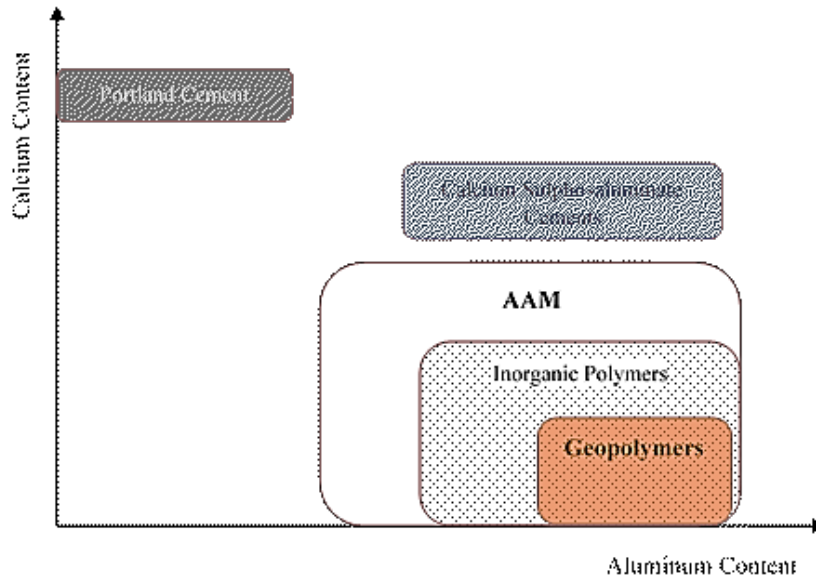 Calcium Content
Portland Cement
Calcium Sulpho-aluminate
Cements
AAM
Inorganic Polymers
Geopolymers
Aluminum Content